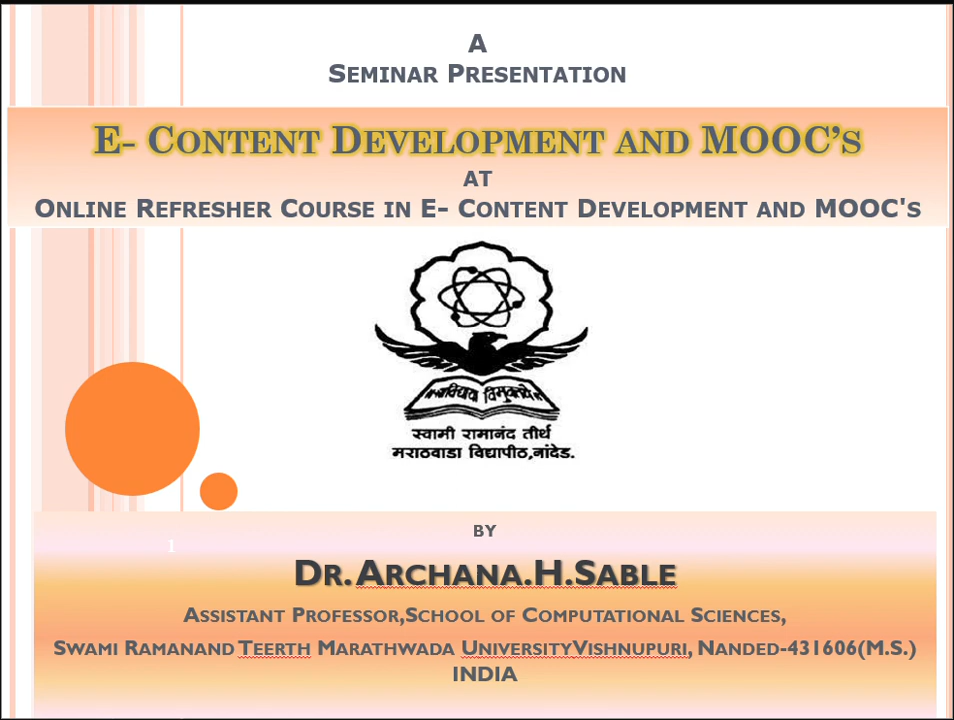 A
SEMINAR PRESENTATION
E- CONTENT DEVELOPMENT AND MOOC’S
AT
ONLINE REFRESHER COURSE IN E- CONTENT DEVELOPMENT AND MOOC'S
स्वामी रामानंद तीर्थ
मराठवाडा विद्यापीठ,नांदेड.
BY
1
DR. ARCHANA.H.SABLE
ASSISTANT PROFESSOR,SCHOOL OF COMPUTATIONAL SCIENCES,
SWAMI RAMANAND TEERTH MARATHWADA UNIVERSITYVISHNUPURI, NANDED-431606(M.S.)
INDIA